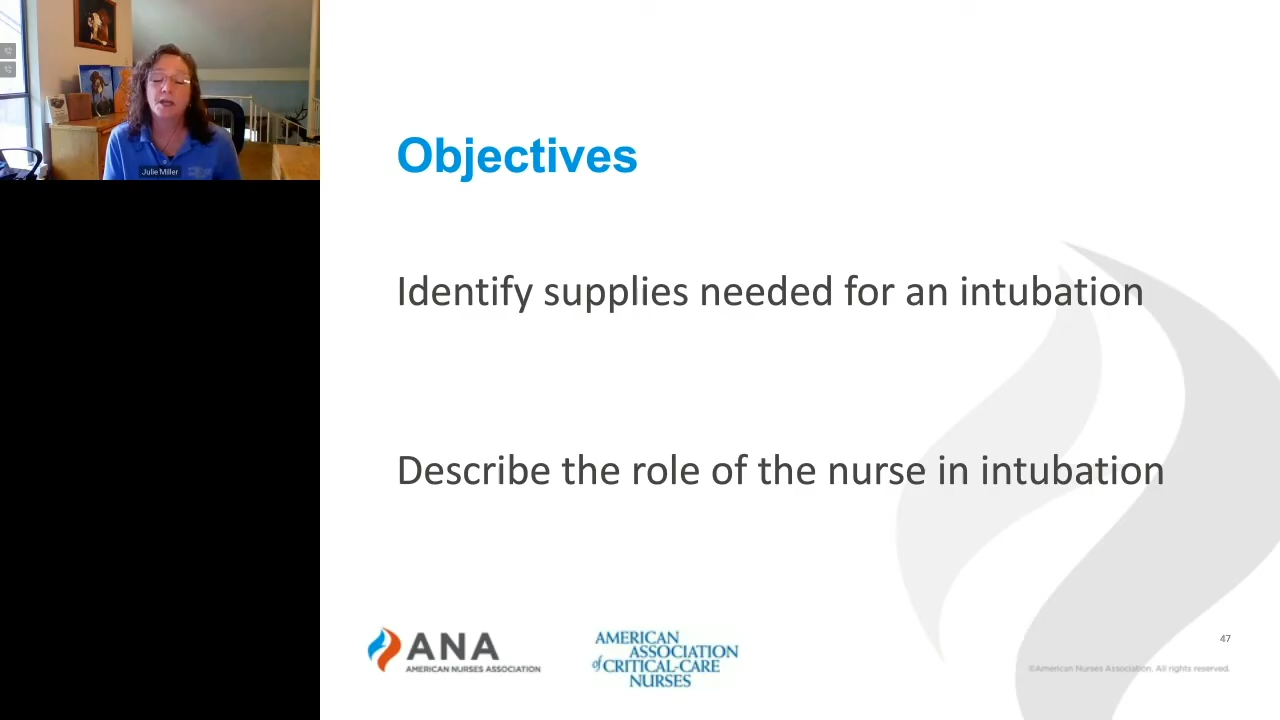 Julie Miller
Objectives
Identify supplies needed for an intubation
Describe the role of the nurse in intubation
ANA
AMERICAN NURSES ASSOCIATION
AMERICAN
ASSOCIATION
of CRITICAL-CARE
NURSES
47
©American Nurses Association. All rights reserved.